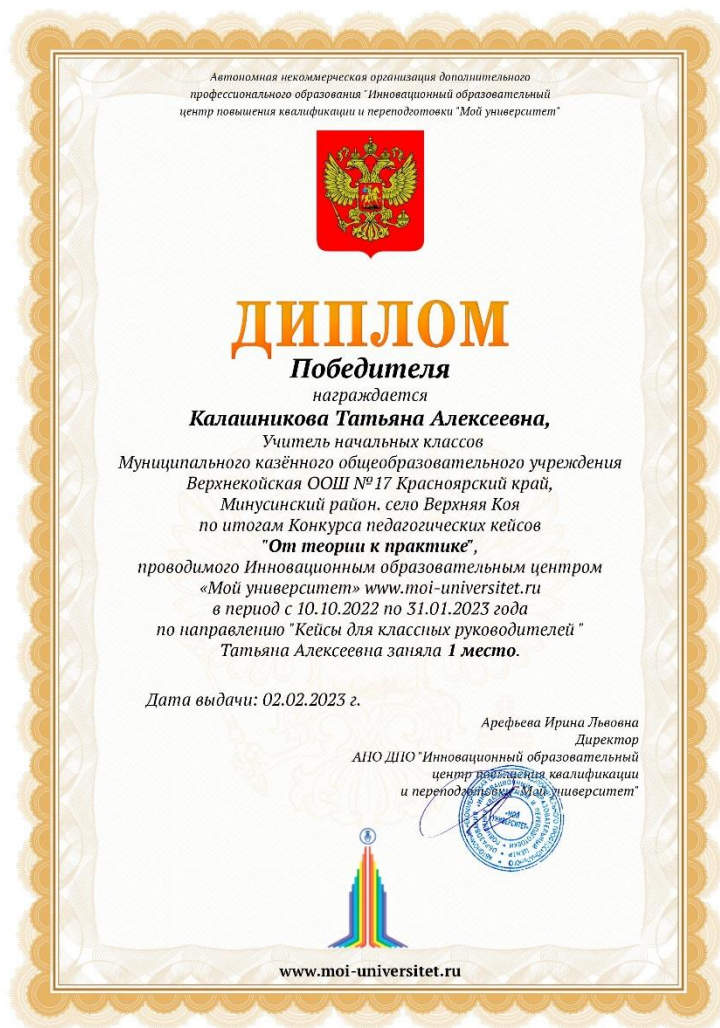 Автономная некоммерческая организация дополнительного
профессионального образования "Инновационный образовательный
центр повышения квалификации и переподготовки "Мой университет"
ДИПЛОМ
Победителя
награждается
Калашникова Татьяна Алексеевна,
Учитель начальных классов
Муниципального казённого общеобразовательного учреждения
Верхнекойская ООШ №17 Красноярский край,
Минусинский район. село Верхняя Коя
по итогам Конкурса педагогических кейсов
"От теории к практике",
проводимого Инновационным образовательным центром
«Мой университет» www.moi-universitet.ru
в период с 10.10.2022 по 31.01.2023 года
по направлению "Кейсы для классных руководителей "
Татьяна Алексеевна заняла 1 место.
Дата выдачи: 02.02.2023 г.
Арефьева Ирина Львовна
Директор
АНО ДПО "Инновационный образовательный
центр повышения квалификации
и переподготовки "Мой университет"
«МОЙ
УНИВЕРСИТЕТ»
www.moi-universitet.ru